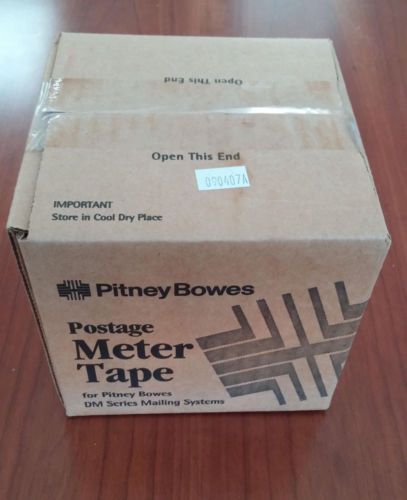 Open This End
Open This End
090407A
IMPORTANT
Store in Cool Dry Place
Pitney Bowes
Postage
Meter
Tape
for Pitney Bowes
DM Series Mailing Systems